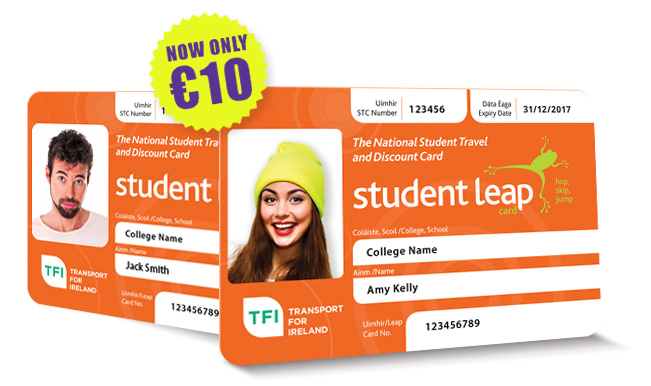 NOW ONLY
€10
Uimhir
STC Number
The National Student Trave
and Discount Card
student l
Coláiste, Scoil /College, School
College Name
Ainm /Name
Jack Smith
TFI TRANSPORT
FOR
IRELAND
Uimhir/Leap
Card No.
123456789
Uimhir
STC Number
123456
Dáta Éaga
Expiry Date
31/12/2017
The National Student Travel
and Discount Card
student leap
card
hop,
skip,
jump
Coláiste, Scoil /College, School
College Name
Ainm /Name
Amy Kelly
TFI TRANSPORT
FOR
IRELAND
Uimhir/Leap
Card No.
123456789